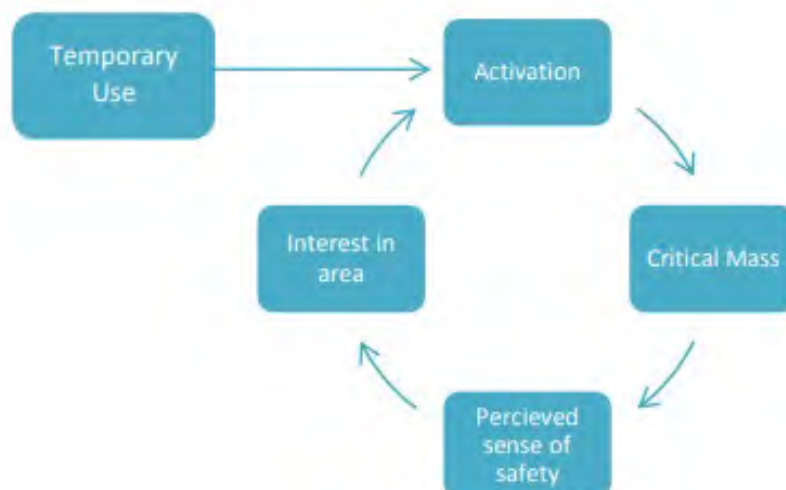 Temporary
Use
Activation
Interest in
area
Critical Mass
Percieved
sense of
safety